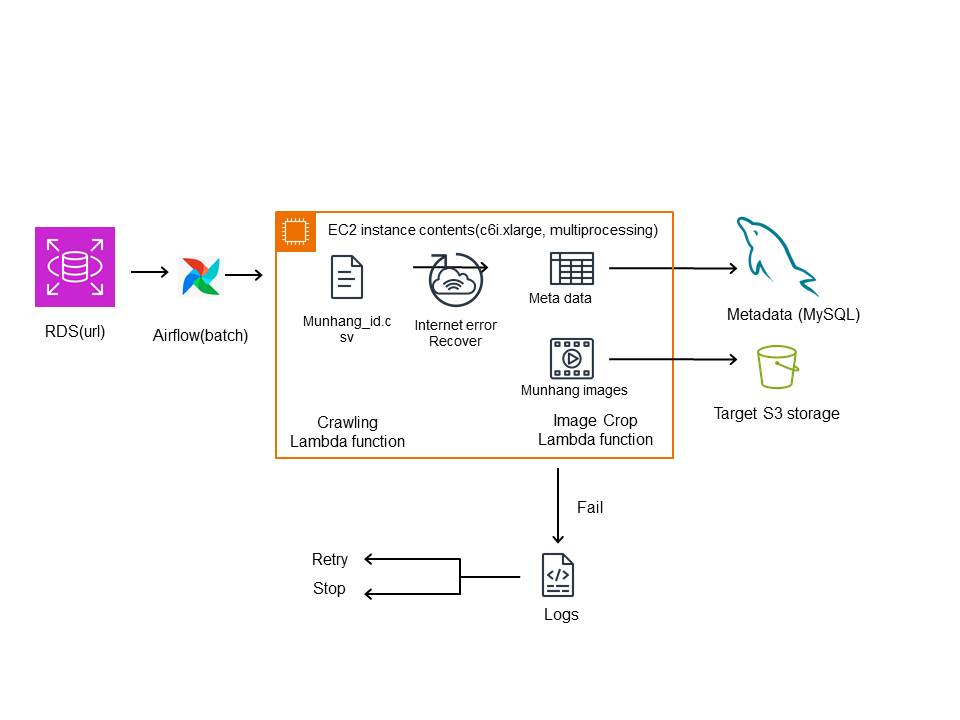 EC2 instance contents(c6i.xlarge, multiprocessing)
RDS(url)
Airflow(batch)
Munhang_id.c
sv
Internet error
Recover
Meta data
Munhang images
Crawling
Lambda function
Image Crop
Lambda function
Metadata (MySQL)
Target S3 storage
Fail
Retry
Stop
Logs